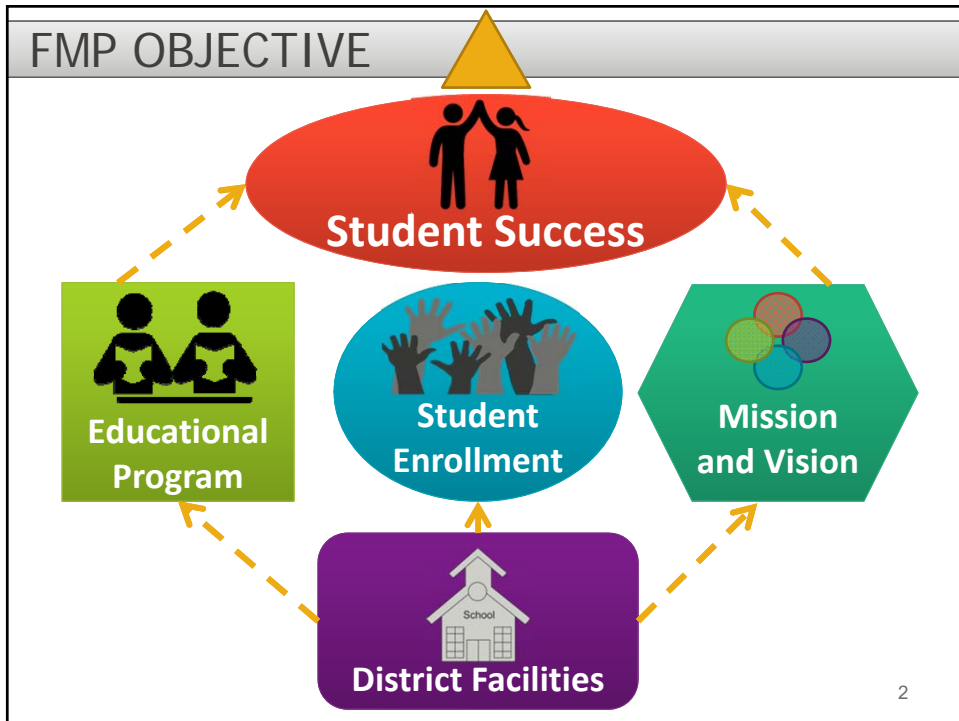 FMP OBJECTIVE
Student Success
Educational
Program
Student
Enrollment
Mission
and Vision
School
District Facilities
2